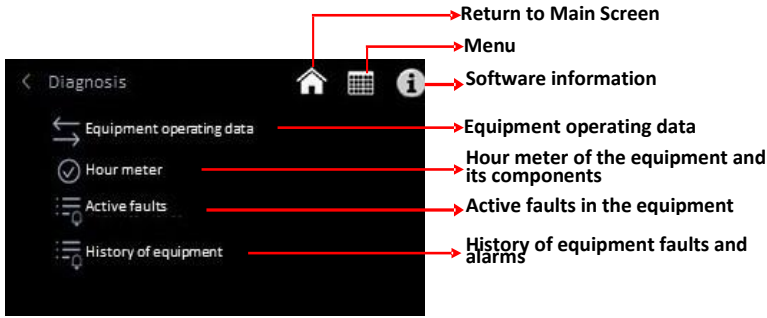 Return to Main Screen
Menu
Diagnosis
Software information
Equipment operating data
Equipment operating data
Hour meter
Hour meter of the equipment and
its components
Active faults
Active faults in the equipment
History of equipment
History of equipment faults and
alarms